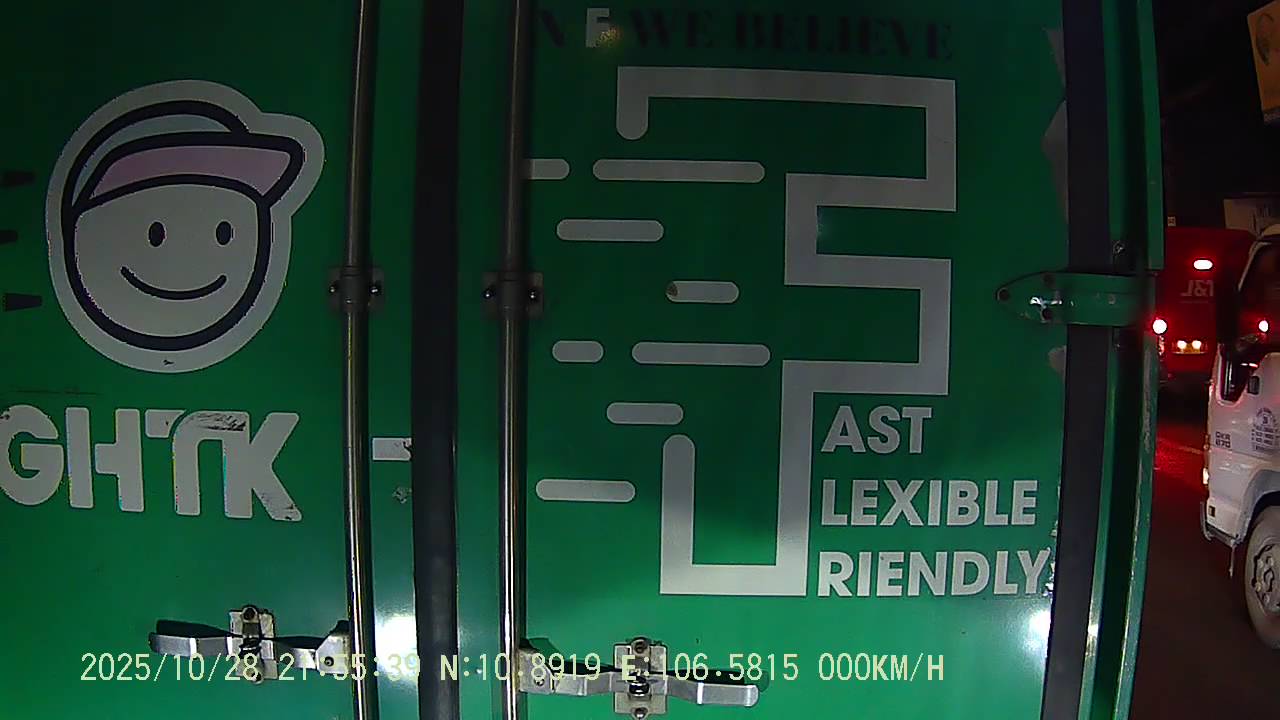 N F WE BELIEVE
GHTK
AST
LEXIBLE
RIENDLY
J&T
2025/10/28 21:55:39 N:10.8919 E:106.5815 000KM/H